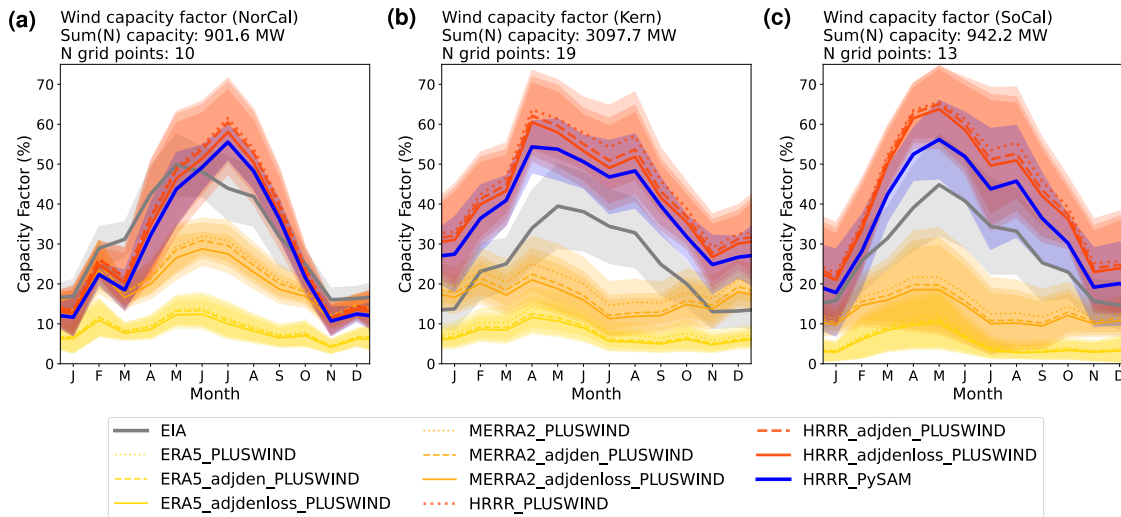 (a)
Wind capacity factor (NorCal)
Sum(N) capacity: 901.6 MW
N grid points: 10
Capacity Factor (%)
70
60
50
40
30
20
10
0
J F M A M J J A S O N D
Month
(b)
Wind capacity factor (Kern)
Sum(N) capacity: 3097.7 MW
N grid points: 19
Capacity Factor (%)
70
60
50
40
30
20
10
0
J F M A M J J A S O N D
Month
(c)
Wind capacity factor (SoCal)
Sum(N) capacity: 942.2 MW
N grid points: 13
Capacity Factor (%)
70
60
50
40
30
20
10
0
J F M A M J J A S O N D
Month
EIA
ERA5_PLUSWIND
ERA5_adjden_PLUSWIND
ERA5_adjdenloss_PLUSWIND
MERRA2_PLUSWIND
MERRA2_adjden_PLUSWIND
MERRA2_adjdenloss_PLUSWIND
HRRR_PLUSWIND
HRRR_adjden_PLUSWIND
HRRR_adjdenloss_PLUSWIND
HRRR_PySAM